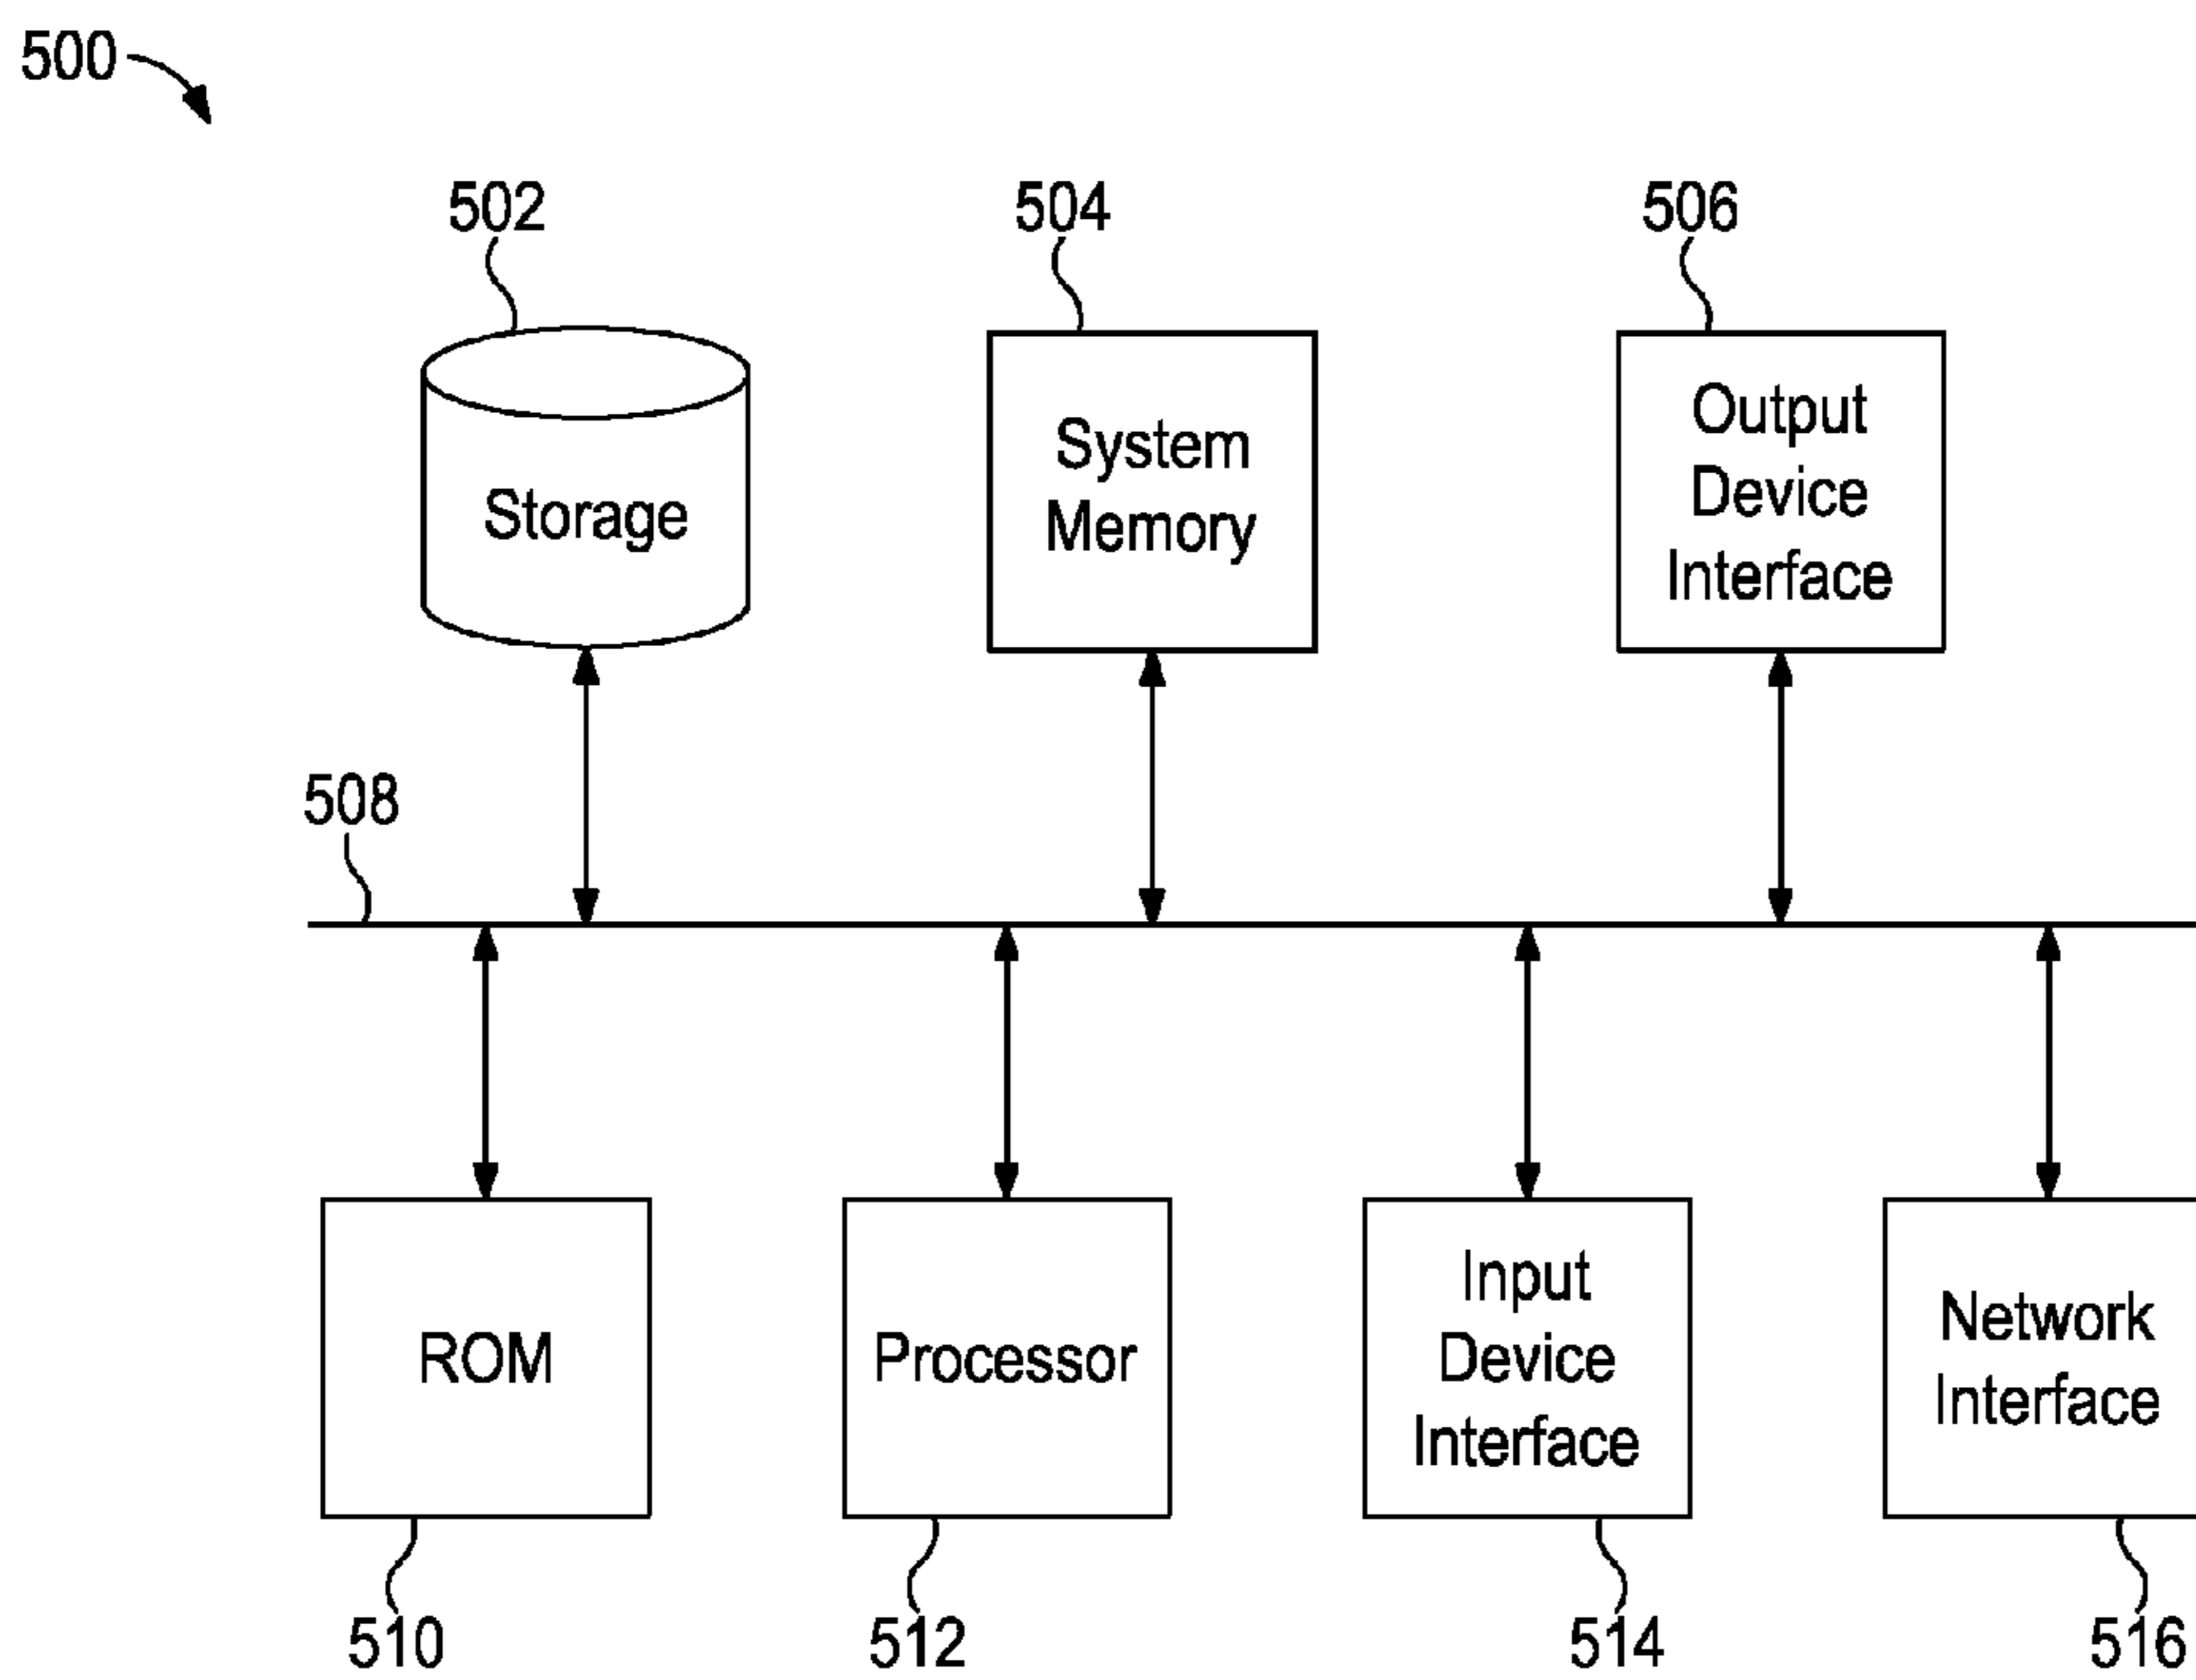 500
502
504
506
Storage
System
Memory
Output
Device
Interface
508
ROM
Processor
Input
Device
Interface
Network
Interface
510
512
514
516